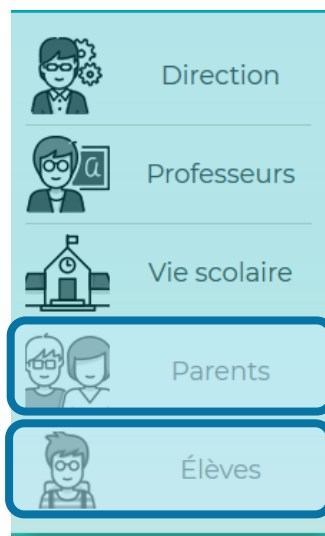 Direction
a
Professeurs
Vie scolaire
Parents
Élèves